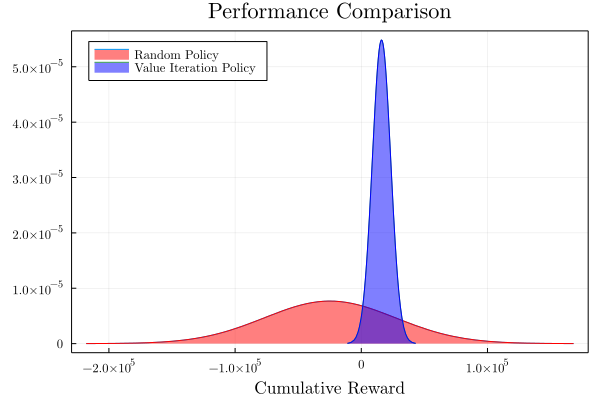 Performance Comparison
Random Policy
Value Iteration Policy
5.0×10⁻⁵
4.0×10⁻⁵
3.0×10⁻⁵
2.0×10⁻⁵
1.0×10⁻⁵
0
−2.0×10⁵ −1.0×10⁵ 0 1.0×10⁵
Cumulative Reward